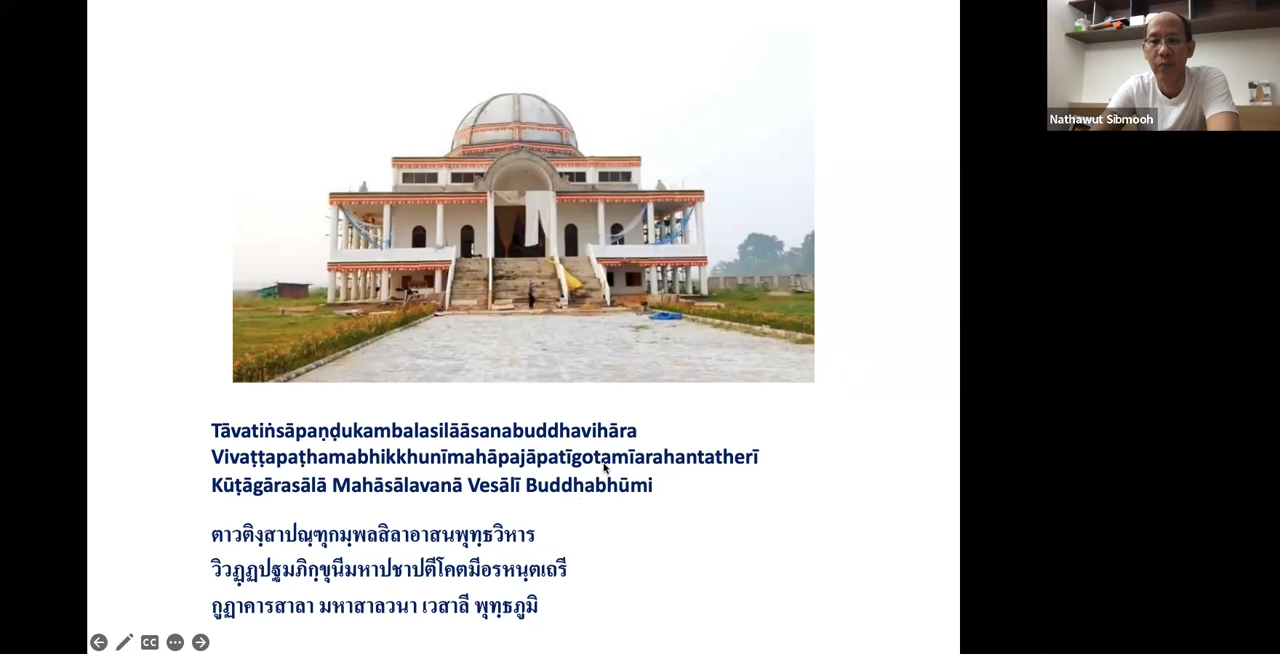 Nathawut Sibmooh
Tāvatiṅsāpaṇḍukambalasilāāsanabuddhavihāra
Vivaṭṭapaṭhamabhikkhunīmahāpajāpatīgotamīarahantatherī
Kūṭāgārasālā Mahāsālavanā Vesālī Buddhabhūmi
ตาวติงฺสาปณฺฑุกมฺพลสิลาอาสนพุทฺธวิหาร
วิวฏฺฏปฐมภิกฺขุนีมหาปชาปตีโคตมีอรหนฺตเถรี
กูฏาคารสาลา มหาสาลวนา เวสาลี พุทฺธภูมิ
CC